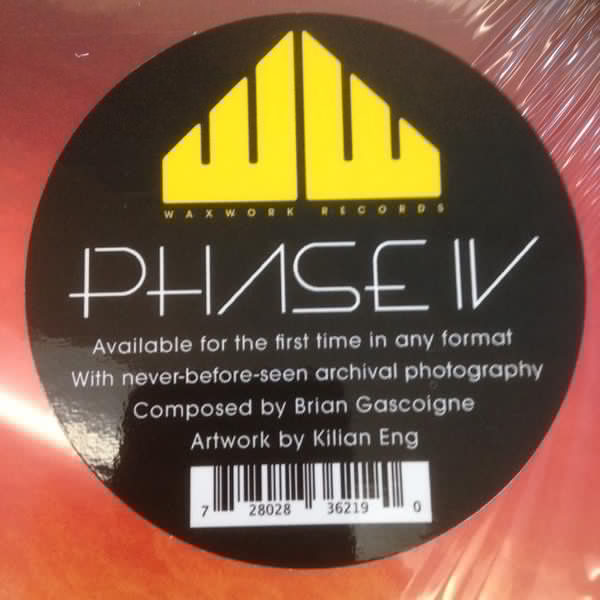 WAXWORK RECORDS
PHASE IV
Available for the first time in any format
With never-before-seen archival photography
Composed by Brian Gascoigne
Artwork by Kilian Eng
7 28028 36219 0